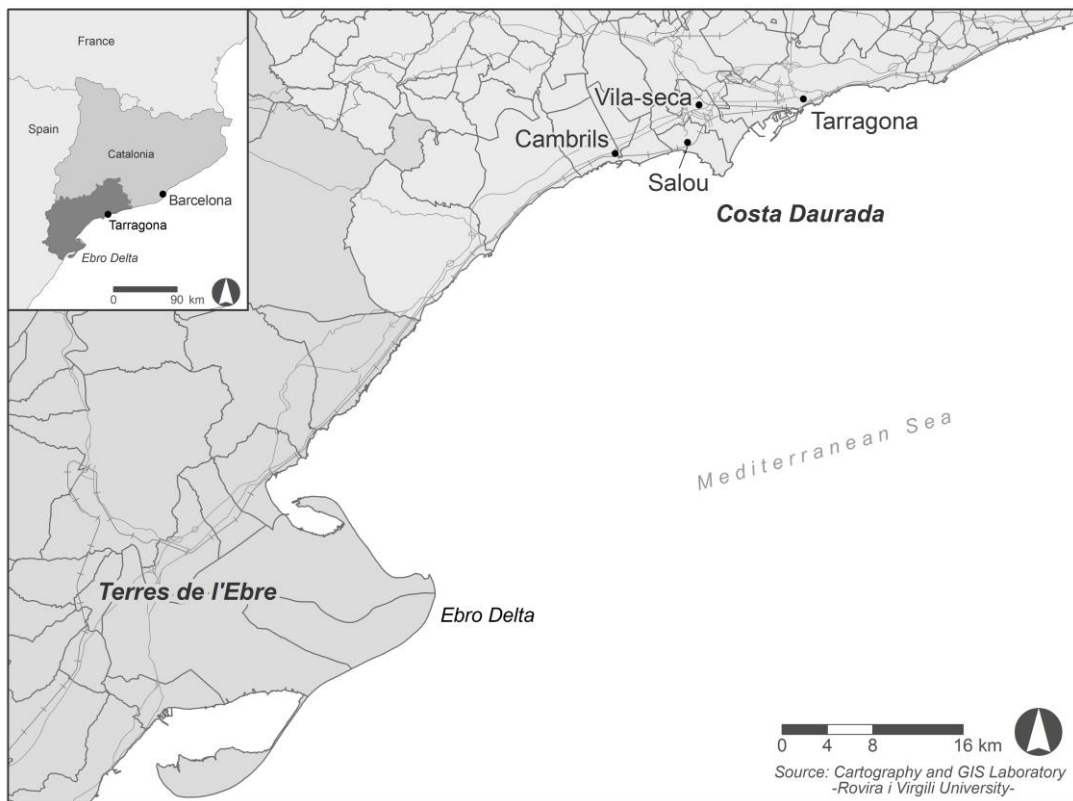 France
Spain
Catalonia
Barcelona
Tarragona
Ebro Delta
0 90 km
Vila-seca
Tarragona
Cambrils
Salou
Costa Daurada
Mediterranean Sea
Terres de l'Ebre
Ebro Delta
0 4 8 16 km
Source: Cartography and GIS Laboratory
-Rovira i Virgili University-